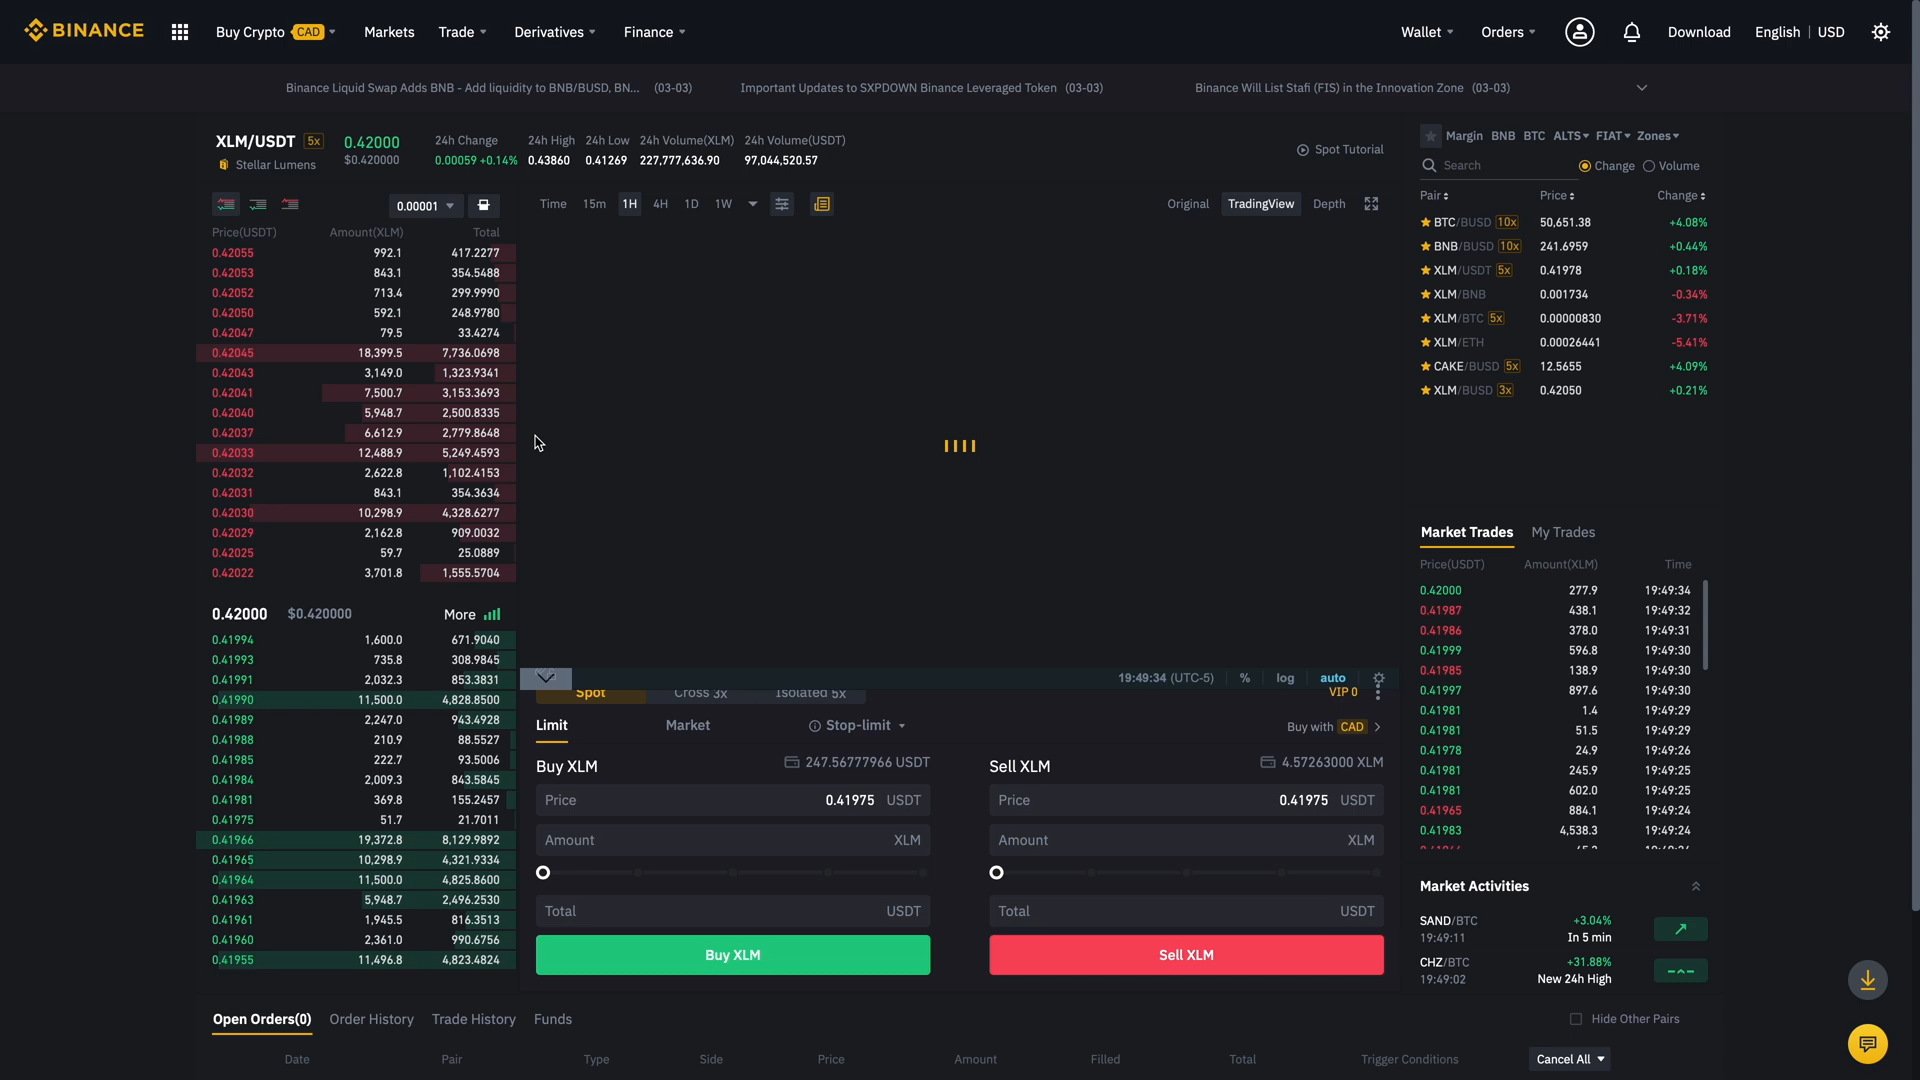 BINANCE Buy Crypto CAD Markets Trade Derivatives Finance Wallet Orders Download English | USD
Binance Liquid Swap Adds BNB - Add liquidity to BNB/BUSD, BN... (03-03) Important Updates to SXPDOWN Binance Leveraged Token (03-03) Binance Will List Stafi (FIS) in the Innovation Zone (03-03)
XLM/USDT 5x
Stellar Lumens
0.42000
$0.420000
24h Change
0.00059 +0.14%
24h High
0.43860
24h Low
0.41269
24h Volume(XLM)
227,777,636.90
24h Volume(USDT)
97,044,520.57
Spot Tutorial
0.00001
Price(USDT) Amount(XLM) Total
0.42055 992.1 417.2277
0.42053 843.1 354.5488
0.42052 713.4 299.9990
0.42050 592.1 248.9780
0.42047 79.5 33.4274
0.42045 18,399.5 7,736.0698
0.42043 3,149.0 1,323.9341
0.42041 7,500.7 3,153.3693
0.42040 5,948.7 2,500.8335
0.42037 6,612.9 2,779.8648
0.42033 12,488.9 5,249.4593
0.42032 2,622.8 1,102.4153
0.42031 843.1 354.3634
0.42030 10,298.9 4,328.6277
0.42029 2,162.8 909.0032
0.42025 59.7 25.0889
0.42022 3,701.8 1,555.5704
0.42000 $0.420000 More
0.41994 1,600.0 671.9040
0.41993 735.8 308.9845
0.41991 2,032.3 853.3831
0.41990 11,500.0 4,828.8500
0.41989 2,247.0 943.4928
0.41988 210.9 88.5527
0.41985 222.7 93.5006
0.41984 2,009.3 843.5845
0.41981 369.8 155.2457
0.41975 51.7 21.7011
0.41966 19,372.8 8,129.9892
0.41965 10,298.9 4,321.9334
0.41964 11,500.0 4,825.8600
0.41963 5,948.7 2,496.2530
0.41961 1,945.5 816.3513
0.41960 2,361.0 990.6756
0.41955 11,496.8 4,823.4824
Time 15m 1H 4H 1D 1W Original TradingView Depth
19:49:34 (UTC-5) % log auto
Spot Cross 3x Isolated 5x VIP 0
Limit Market Stop-limit Buy with CAD
Buy XLM 247.56777966 USDT Sell XLM 4.57263000 XLM
Price 0.41975 USDT Price 0.41975 USDT
Amount XLM Amount XLM
Total USDT Total USDT
Buy XLM Sell XLM
Margin BNB BTC ALTS FIAT Zones
Search Change Volume
Pair Price Change
BTC/BUSD 10x 50,651.38 +4.08%
BNB/BUSD 10x 241.6959 +0.44%
XLM/USDT 5x 0.41978 +0.18%
XLM/BNB 0.001734 -0.34%
XLM/BTC 5x 0.00000830 -3.71%
XLM/ETH 0.00026441 -5.41%
CAKE/BUSD 5x 12.5655 +4.09%
XLM/BUSD 3x 0.42050 +0.21%
Market Trades My Trades
Price(USDT) Amount(XLM) Time
0.42000 277.9 19:49:34
0.41987 438.1 19:49:32
0.41986 378.0 19:49:31
0.41999 596.8 19:49:30
0.41985 138.9 19:49:30
0.41997 897.6 19:49:30
0.41981 1.4 19:49:29
0.41981 51.5 19:49:29
0.41978 24.9 19:49:26
0.41981 245.9 19:49:25
0.41981 602.0 19:49:25
0.41965 884.1 19:49:24
0.41983 4,538.3 19:49:24
Market Activities
SAND/BTC +3.04%
19:49:11 In 5 min
CHZ/BTC +31.88%
19:49:02 New 24h High
Open Orders(0) Order History Trade History Funds Hide Other Pairs
Date Pair Type Side Price Amount Filled Total Trigger Conditions Cancel All